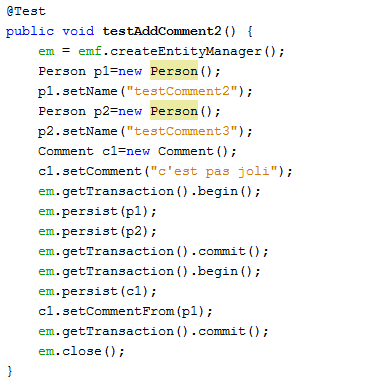 @Test
public void testAddComment2() {
em = emf.createEntityManager();
Person p1=new Person();
p1.setName("testComment2");
Person p2=new Person();
p2.setName("testComment3");
Comment c1=new Comment();
c1.setComment("c'est pas joli");
em.getTransaction().begin();
em.persist(p1);
em.persist(p2);
em.getTransaction().commit();
em.getTransaction().begin();
em.persist(c1);
c1.setCommentFrom(p1);
em.getTransaction().commit();
em.close();
}